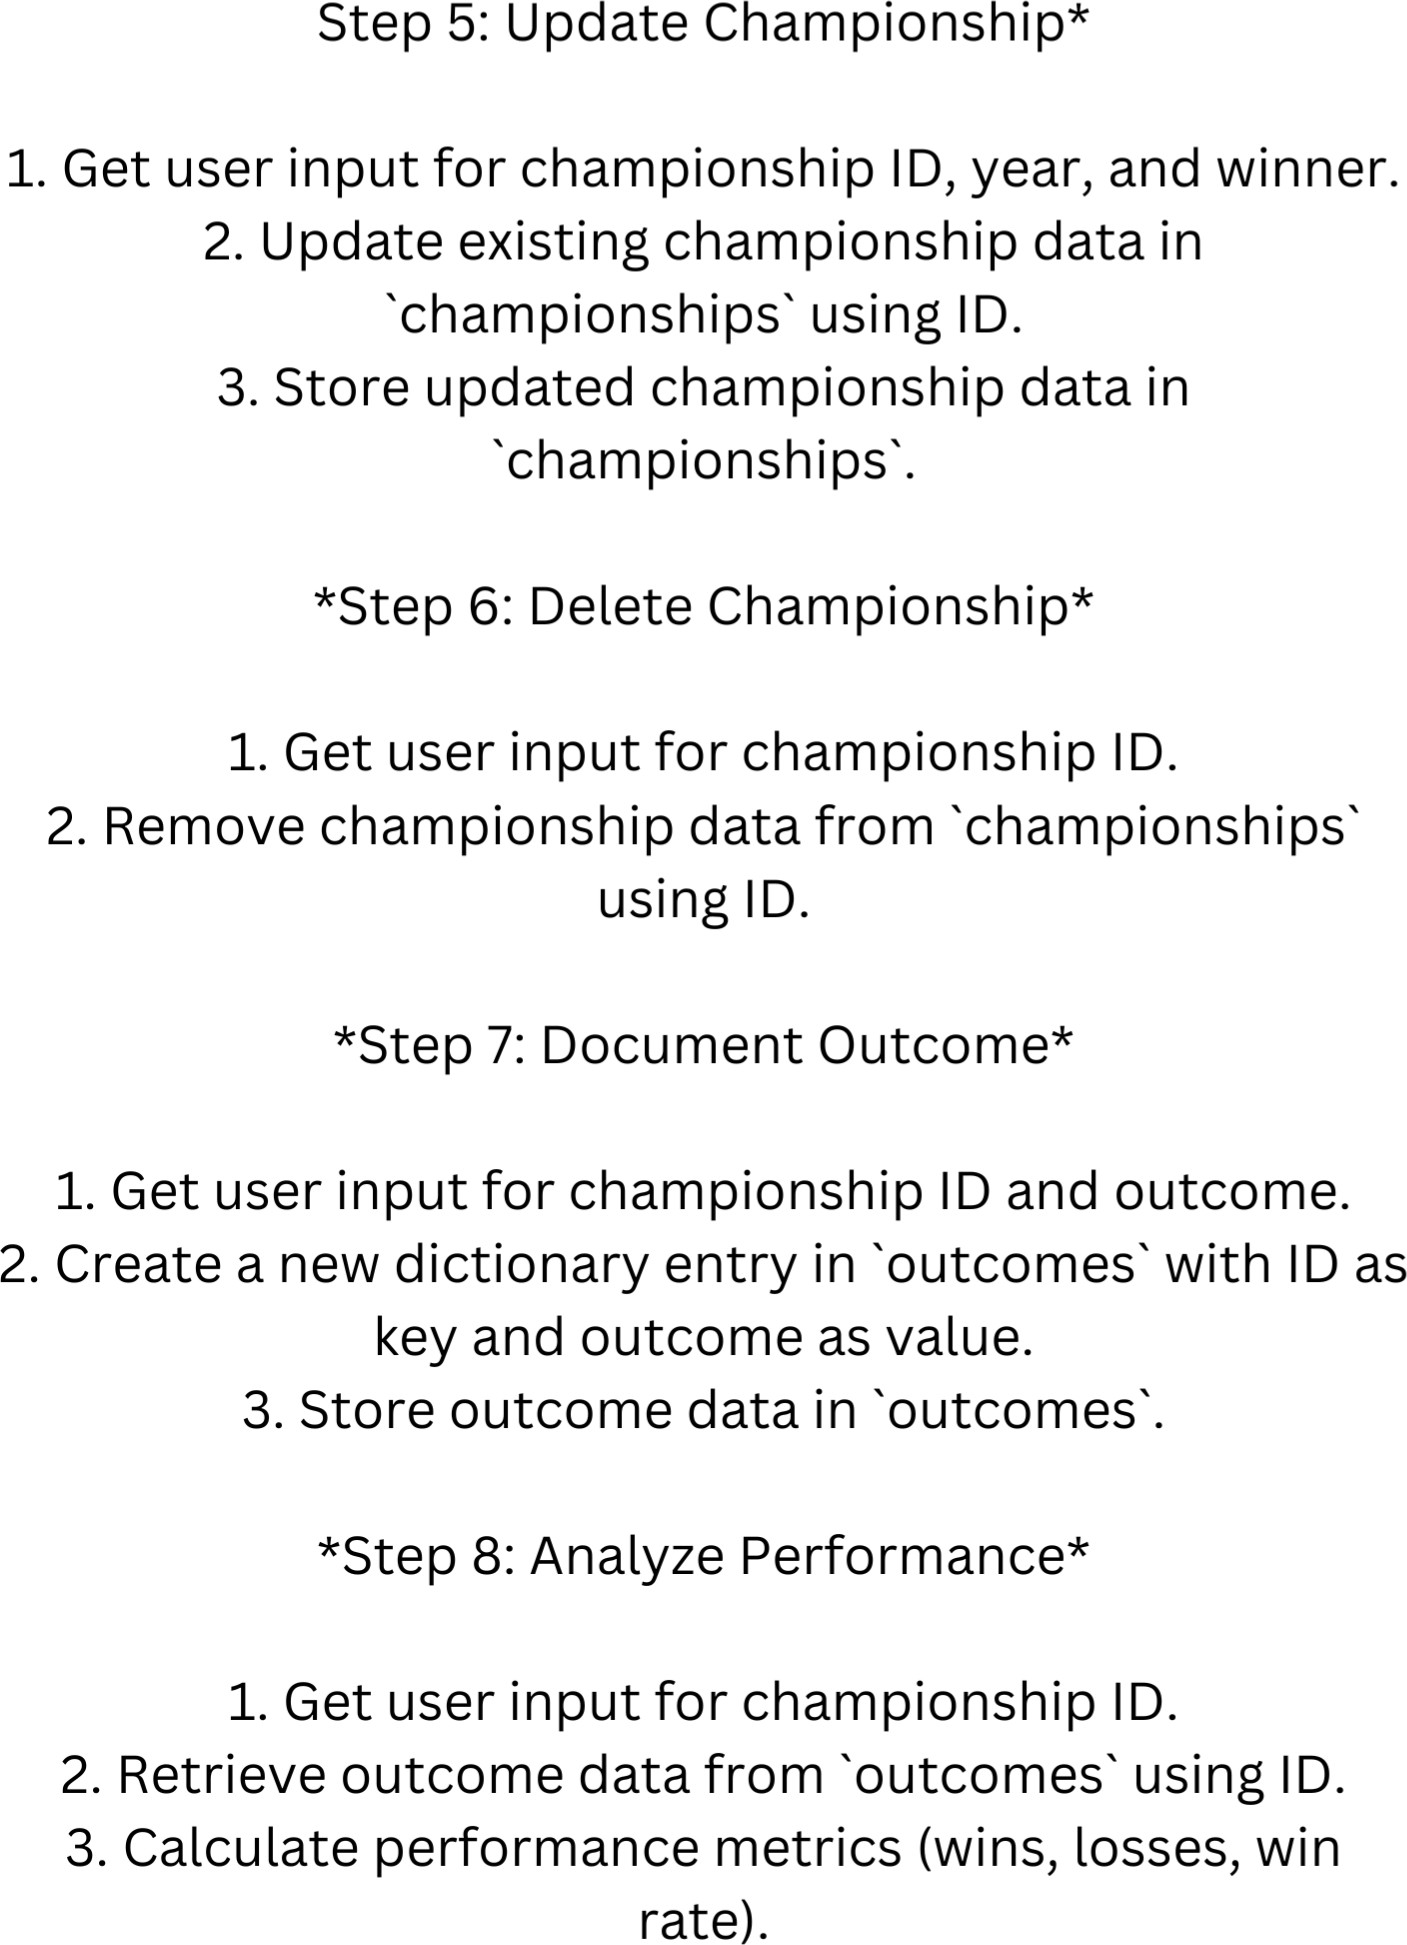 Step 5: Update Championship*
1. Get user input for championship ID, year, and winner.
2. Update existing championship data in
`championships` using ID.
3. Store updated championship data in
`championships`.
*Step 6: Delete Championship*
1. Get user input for championship ID.
2. Remove championship data from `championships`
using ID.
*Step 7: Document Outcome*
1. Get user input for championship ID and outcome.
2. Create a new dictionary entry in `outcomes` with ID as
key and outcome as value.
3. Store outcome data in `outcomes`.
*Step 8: Analyze Performance*
1. Get user input for championship ID.
2. Retrieve outcome data from `outcomes` using ID.
3. Calculate performance metrics (wins, losses, win
rate).